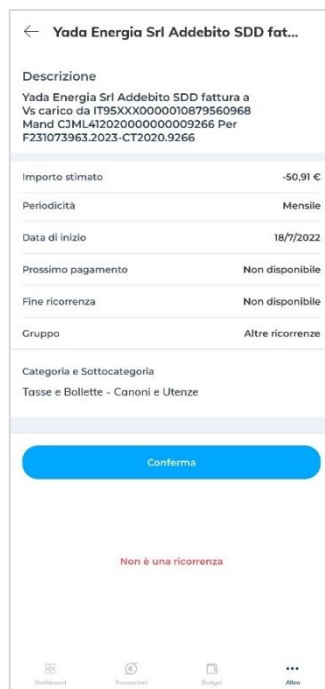 ← Yada Energia Srl Addebito SDD fat...
Descrizione
Yada Energia Srl Addebito SDD fattura a
Vs carico da IT95XXX0000010879560968
Mand CJML412020000000009266 Per
F231073963.2023-CT2020.9266
Importo stimato -50,91 €
Periodicità Mensile
Data di inizio 18/7/2022
Prossimo pagamento Non disponibile
Fine ricorrenza Non disponibile
Gruppo Altre ricorrenze
Categoria e Sottocategoria
Tasse e Bollette - Canoni e Utenze
Conferma
Non è una ricorrenza
Dashboard Transazioni Budget Altro